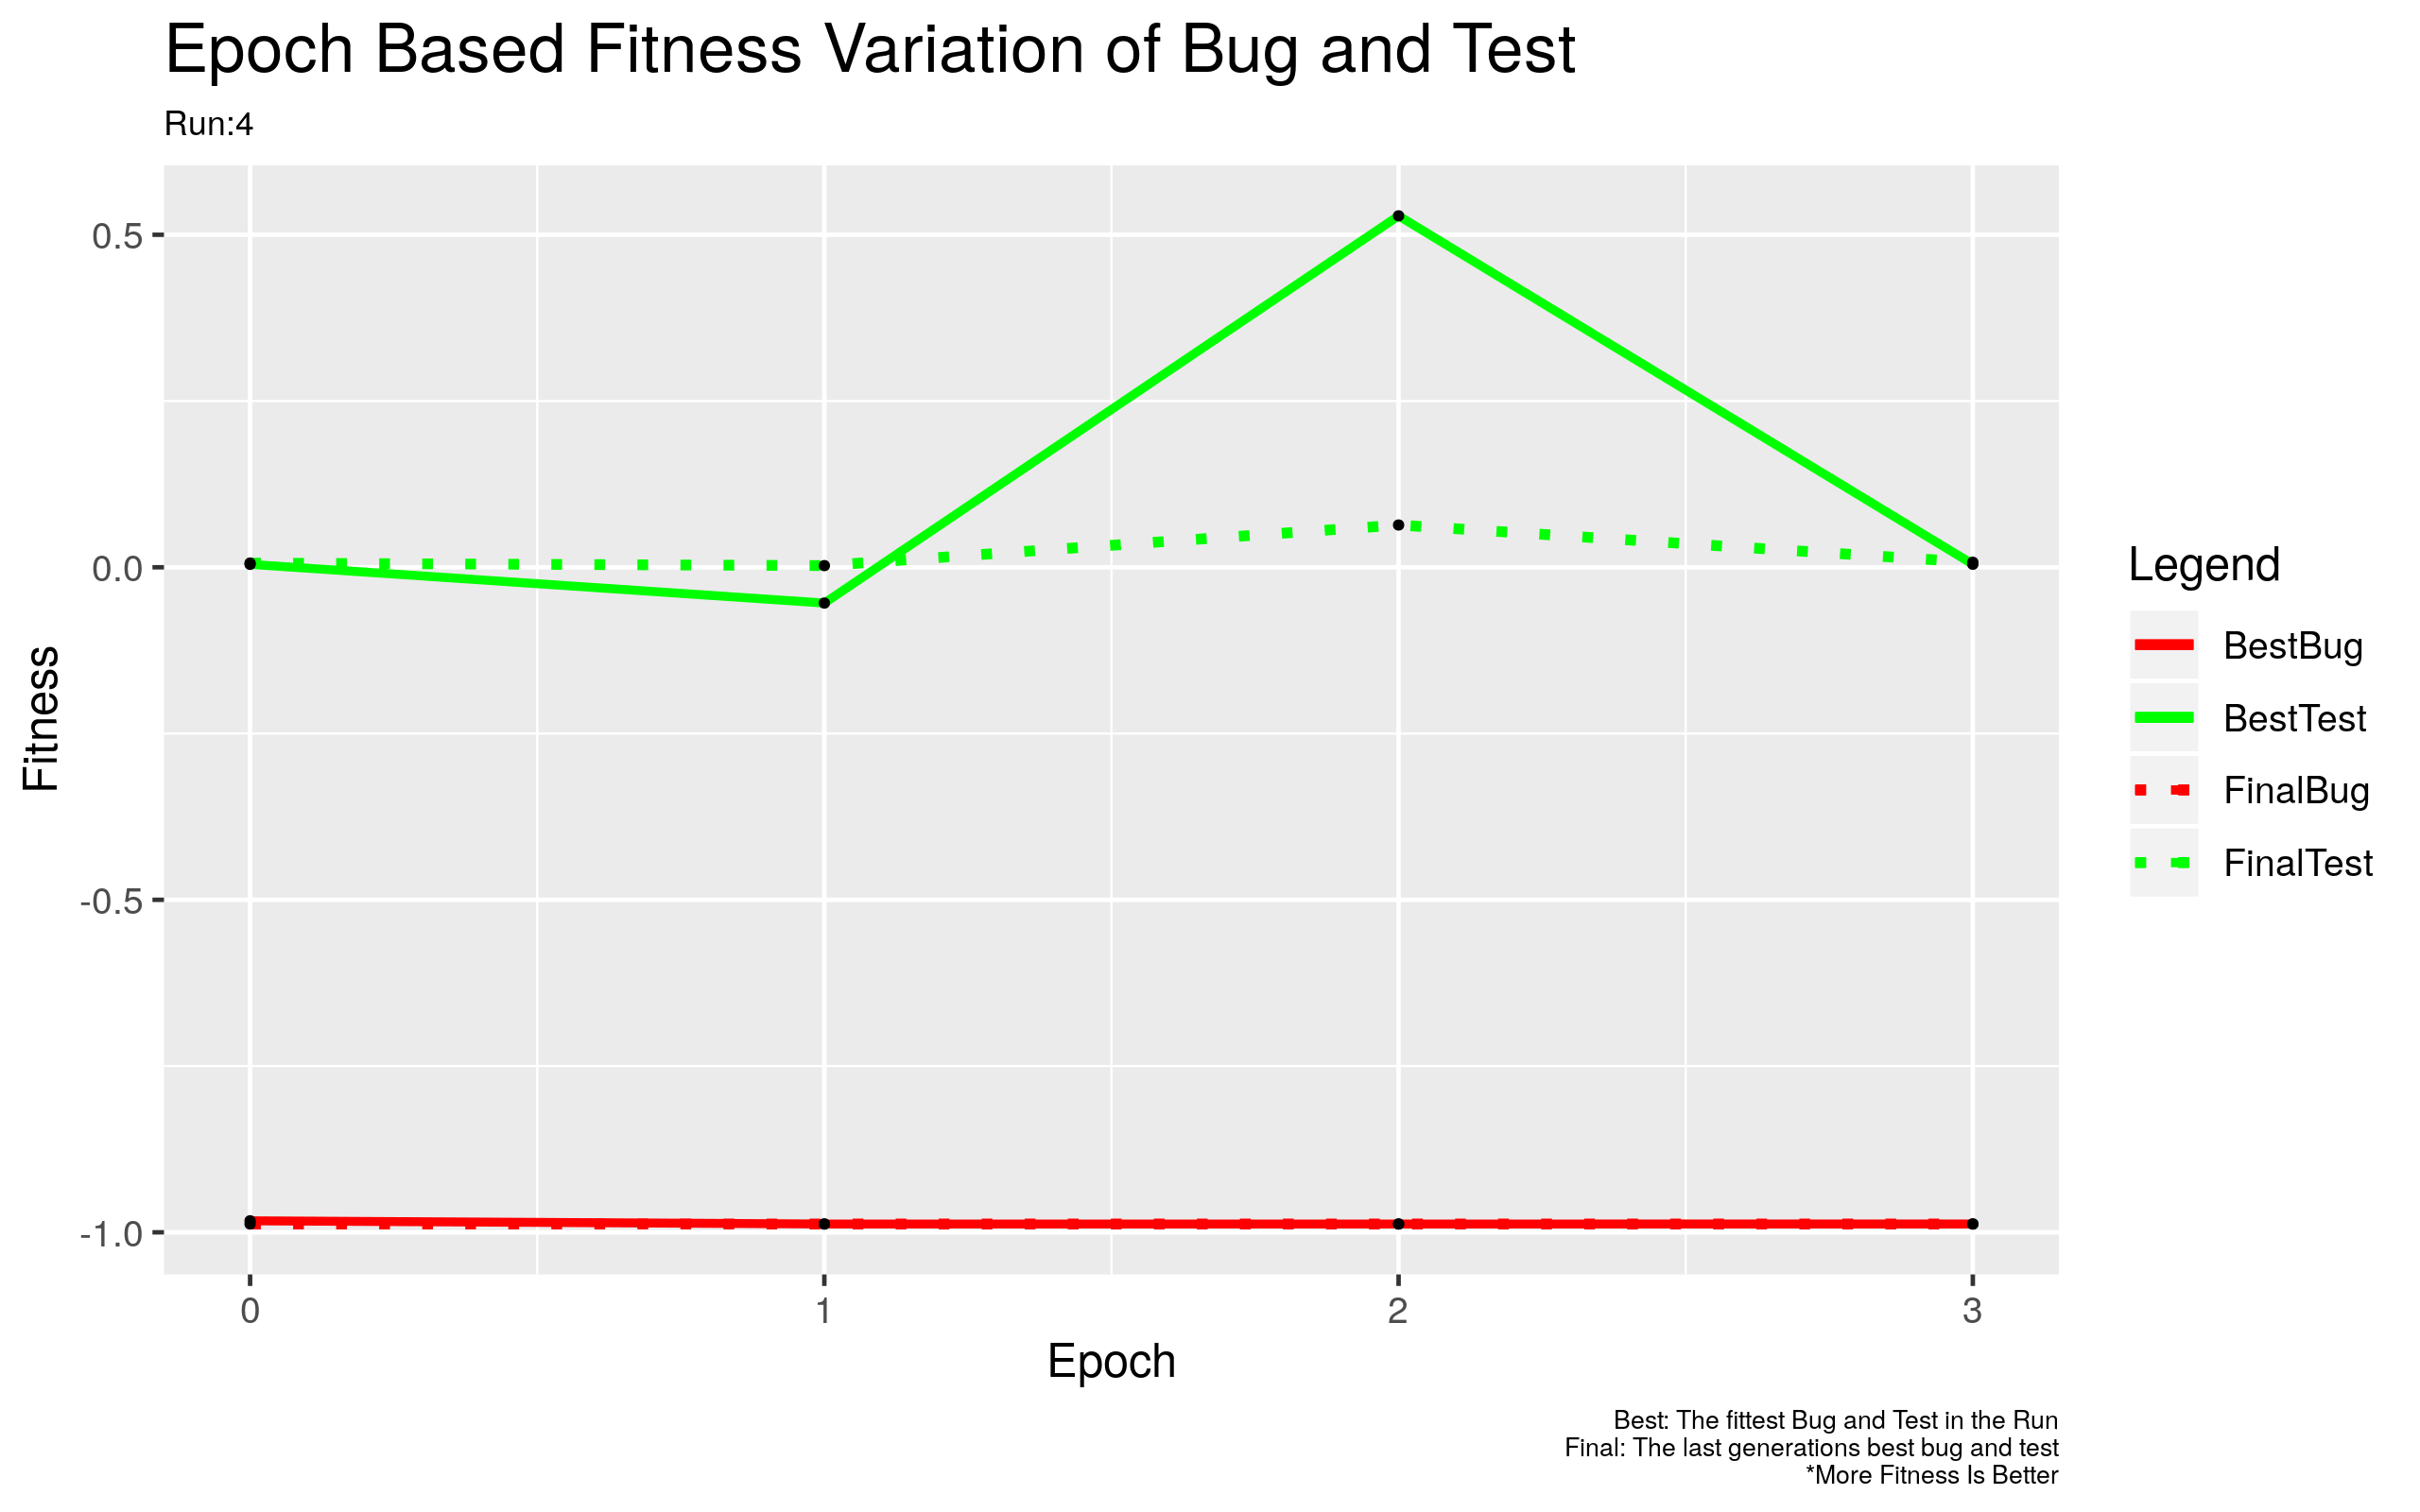 Epoch Based Fitness Variation of Bug and Test
Run:4
Fitness
0.5
0.0
-0.5
-1.0
0
1
2
3
Epoch
Legend
BestBug
BestTest
FinalBug
FinalTest
Best: The fittest Bug and Test in the Run
Final: The last generations best bug and test
*More Fitness Is Better